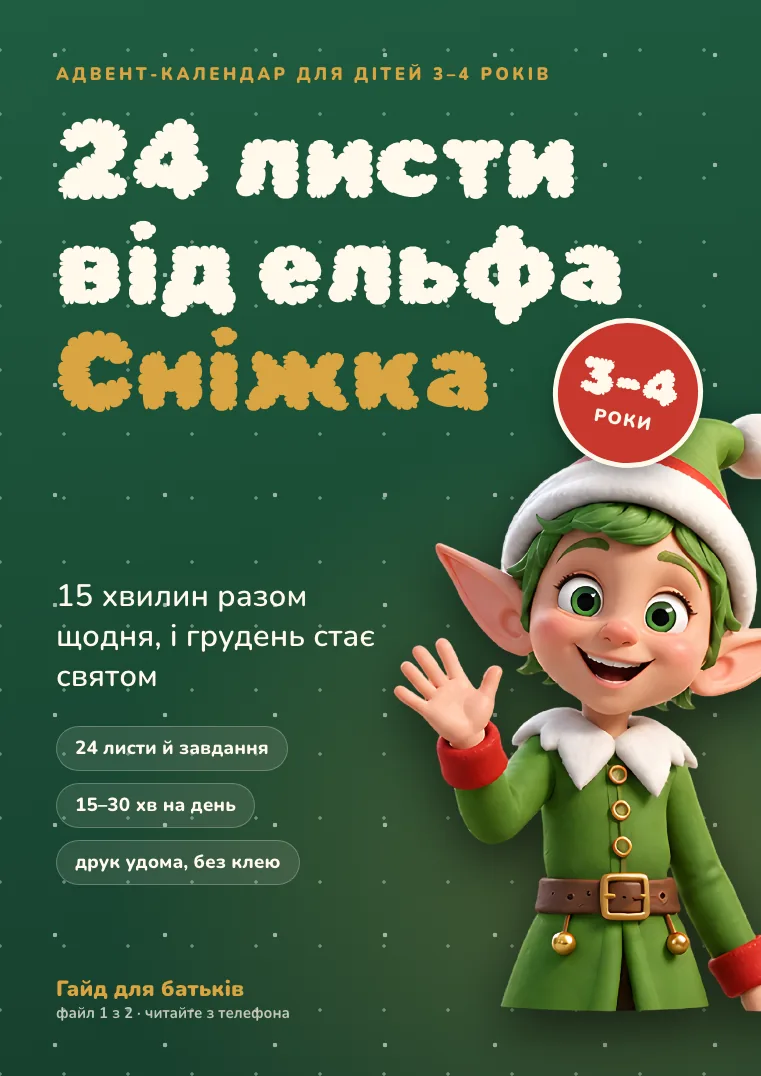 АДВЕНТ-КАЛЕНДАР ДЛЯ ДІТЕЙ 3–4 РОКІВ
24 листи
від ельфа
Сніжка
3–4
РОКИ
15 хвилин разом
щодня, і грудень стає
святом
24 листи й завдання
15–30 хв на день
друк удома, без клею
Гайд для батьків
файл 1 з 2 · читайте з телефона